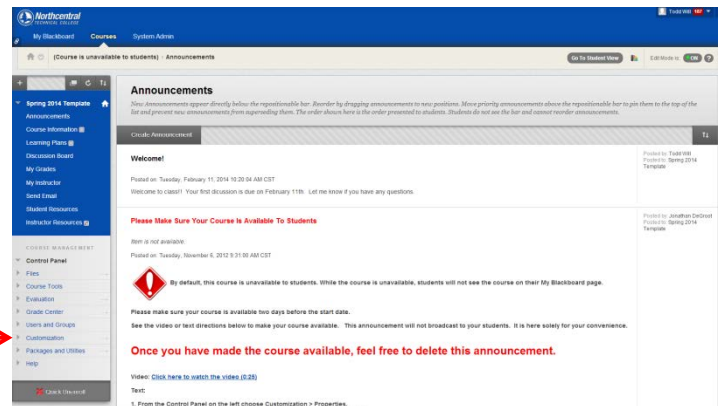 Northcentral
TECHNICAL COLLEGE
Todd Will 167
My Blackboard Courses System Admin
(Course is unavailable to students) Announcements
Go To Student View
Edit Mode is: ON ?
Spring 2014 Template
Announcements
Course Information
Learning Plans
Discussion Board
My Grades
My Instructor
Send Email
Student Resources
Instructor Resources
COURSE MANAGEMENT
Control Panel
Files
Course Tools
Evaluation
Grade Center
Users and Groups
Customization
Packages and Utilities
Help
Quick Unenroll
Announcements
New Announcements appear directly below the repositionable bar. Reorder by dragging announcements to new positions. Move priority announcements above the repositionable bar to pin them to the top of the
list and prevent new announcements from superseding them. The order shown here is the order presented to students. Students do not see the bar and cannot reorder announcements.
Create Announcement
Welcome!
Posted on: Tuesday, February 11, 2014 10:20:04 AM CST
Welcome to class!! Your first dicussion is due on February 11th. Let me know if you have any questions.
Posted by: Todd Will
Posted to: Spring 2014
Template
Please Make Sure Your Course Is Available To Students
Item is not available.
Posted on: Tuesday, November 6, 2012 9:31:00 AM CST
Posted by: Jonathan DeGroot
Posted to: Spring 2014
Template
By default, this course is unavailable to students. While the course is unavailable, students will not see the course on their My Blackboard page.
Please make sure your course is available two days before the start date.
See the video or text directions below to make your course available. This announcement will not broadcast to your students. It is here solely for your convenience.
Once you have made the course available, feel free to delete this announcement.
Video: Click here to watch the video (0:25)
Text:
1. From the Control Panel on the left choose Customization > Properties.